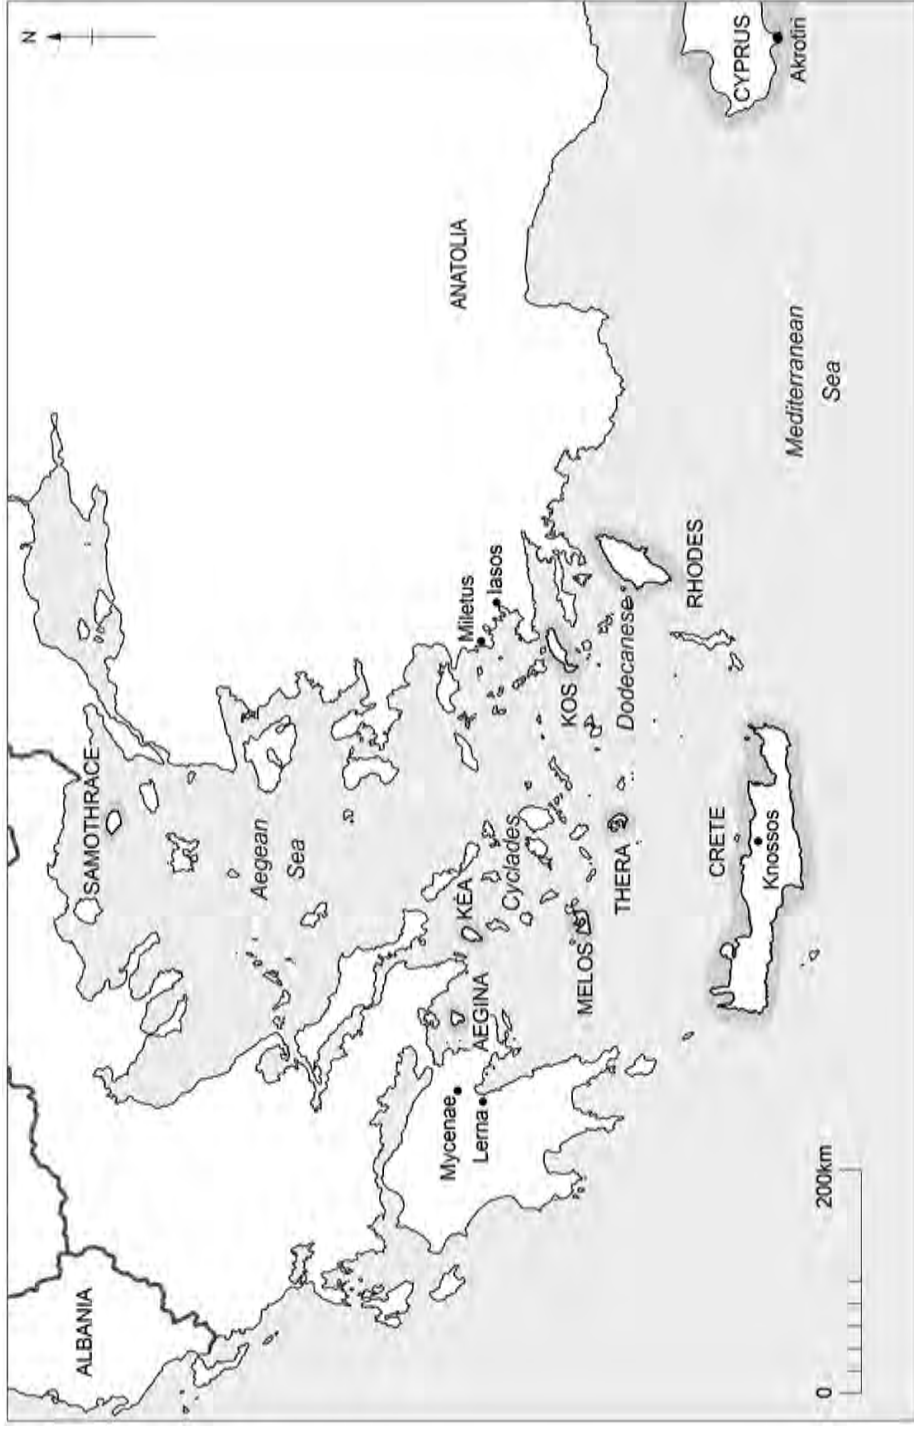 N
ALBANIA
SAMOTHRACE
Aegean
Sea
ANATOLIA
Mycenae
Lerna
AEGINA
KEA
Cyclades
Miletus
Iasos
MELOS
THERA
KOS
Dodecanese
RHODES
CRETE
Knossos
CYPRUS
Akrotiri
Mediterranean
Sea
0
200km